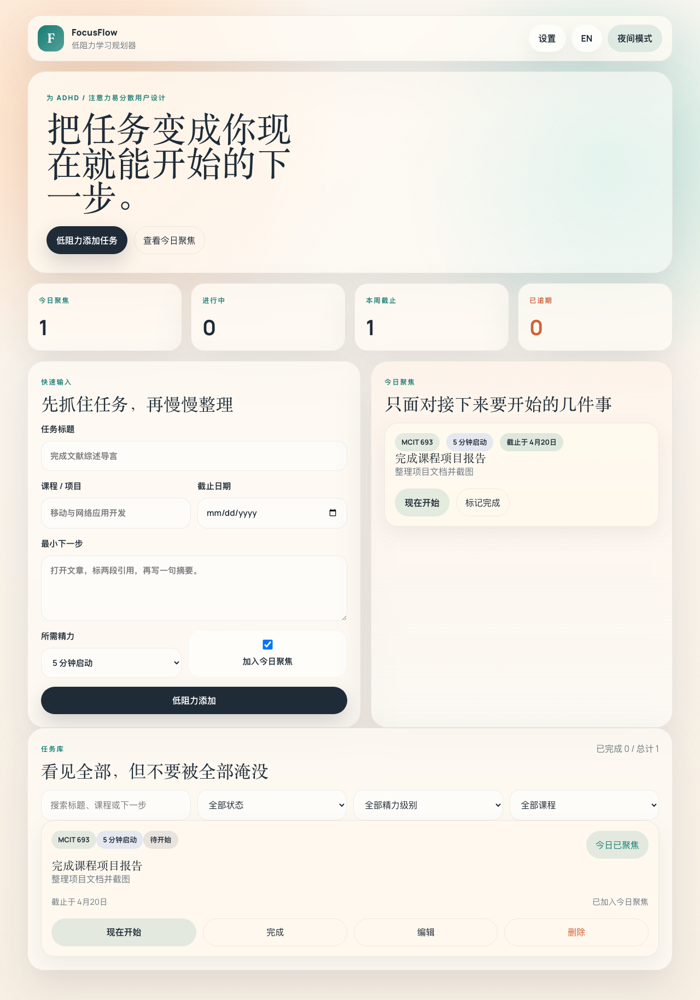 F
FocusFlow
低阻力学习规划器
设置
EN
夜间模式
为 ADHD / 注意力易分散用户设计
把任务变成你现
在就能开始的下
一步。
低阻力添加任务
查看今日聚焦
今日聚焦
1
进行中
0
本周截止
1
已逾期
0
快速输入
先抓住任务，再慢慢整理
任务标题
完成文献综述导言
课程 / 项目
截止日期
移动与网络应用开发
mm/dd/yyyy
最小下一步
打开文章，标两段引用，再写一句摘要。
所需精力
5 分钟启动
加入今日聚焦
低阻力添加
今日聚焦
只面对接下来要开始的几件事
MCIT 693
5 分钟启动
截止于 4月20日
完成课程项目报告
整理项目文档并截图
现在开始
标记完成
任务库
已完成 0 / 总计 1
看见全部，但不要被全部淹没
搜索标题、课程或下一步
全部状态
全部精力级别
全部课程
MCIT 693
5 分钟启动
待开始
今日已聚焦
完成课程项目报告
整理项目文档并截图
截止于 4月20日
已加入今日聚焦
现在开始
完成
编辑
删除